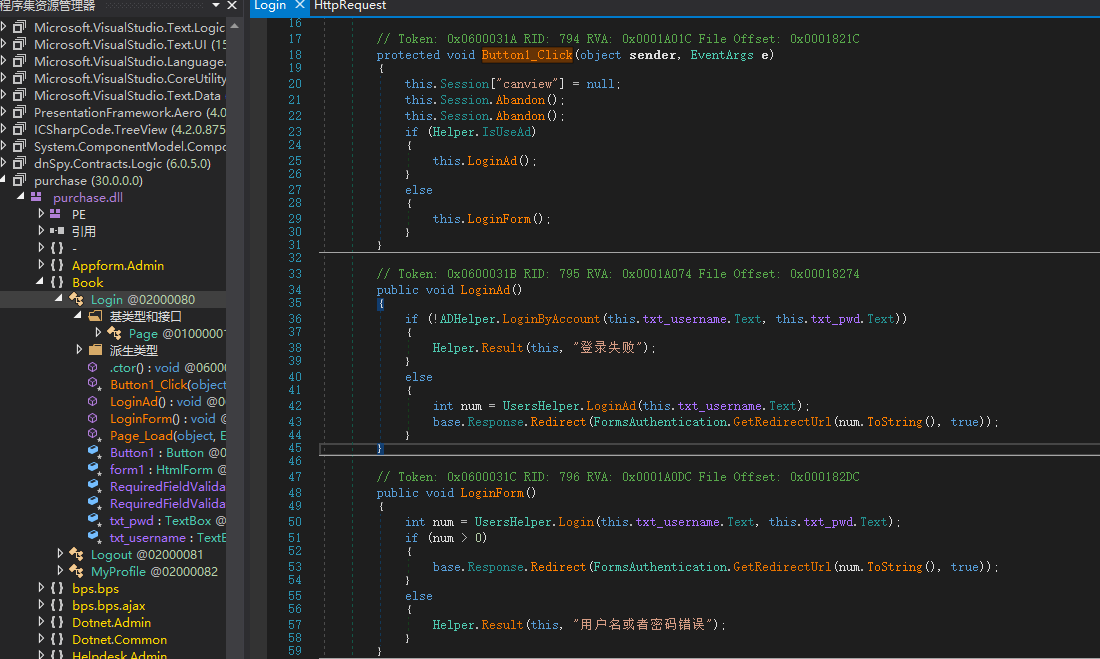 程序集资源管理器
Microsoft.VisualStudio.Text.Logic
Microsoft.VisualStudio.Text.UI (15
Microsoft.VisualStudio.Language.
Microsoft.VisualStudio.CoreUtility
Microsoft.VisualStudio.Text.Data
PresentationFramework.Aero (4.0
ICSharpCode.TreeView (4.2.0.875
System.ComponentModel.Compo
dnSpy.Contracts.Logic (6.0.5.0)
purchase (30.0.0.0)
purchase.dll
PE
引用
{ } -
{ } Appform.Admin
{ } Book
Login @02000080
基类型和接口
Page @0100000
派生类型
.ctor() : void @0600
Button1_Click(object
LoginAd() : void @0
LoginForm() : void @
Page_Load(object, E
Button1 : Button @0
form1 : HtmlForm @
RequiredFieldValida
RequiredFieldValida
txt_pwd : TextBox @
txt_username : TextB
Logout @02000081
MyProfile @02000082
{ } bps.bps
{ } bps.bps.ajax
{ } Dotnet.Admin
{ } Dotnet.Common
{ } Helpdesk.Admin
Login × HttpRequest
16
17 // Token: 0x0600031A RID: 794 RVA: 0x0001A01C File Offset: 0x0001821C
18 protected void Button1_Click(object sender, EventArgs e)
19 {
20 this.Session["canview"] = null;
21 this.Session.Abandon();
22 this.Session.Abandon();
23 if (Helper.IsUseAd)
24 {
25 this.LoginAd();
26 }
27 else
28 {
29 this.LoginForm();
30 }
31 }
32
33 // Token: 0x0600031B RID: 795 RVA: 0x0001A074 File Offset: 0x00018274
34 public void LoginAd()
35 {
36 if (!ADHelper.LoginByAccount(this.txt_username.Text, this.txt_pwd.Text))
37 {
38 Helper.Result(this, "登录失败");
39 }
40 else
41 {
42 int num = UsersHelper.LoginAd(this.txt_username.Text);
43 base.Response.Redirect(FormsAuthentication.GetRedirectUrl(num.ToString(), true));
44 }
45 }
46
47 // Token: 0x0600031C RID: 796 RVA: 0x0001A0DC File Offset: 0x000182DC
48 public void LoginForm()
49 {
50 int num = UsersHelper.Login(this.txt_username.Text, this.txt_pwd.Text);
51 if (num > 0)
52 {
53 base.Response.Redirect(FormsAuthentication.GetRedirectUrl(num.ToString(), true));
54 }
55 else
56 {
57 Helper.Result(this, "用户名或者密码错误");
58 }
59 }